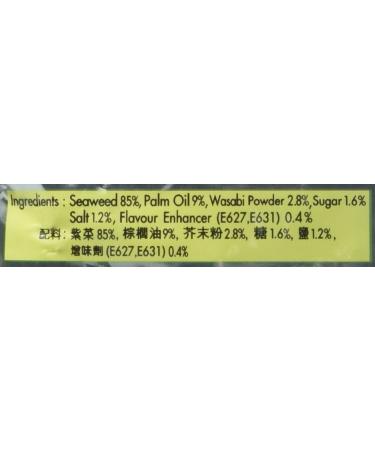 Ingredients : Seaweed 85%, Palm Oil 9%, Wasabi Powder 2.8%, Sugar 1.6%
Salt 1.2%, Flavour Enhancer (E627,E631) 0.4%
配料: 紫菜 85%, 棕櫚油9%, 芥末粉2.8%, 糖 1.6%, 鹽1.2%,
增味劑 (E627,E631) 0.4%